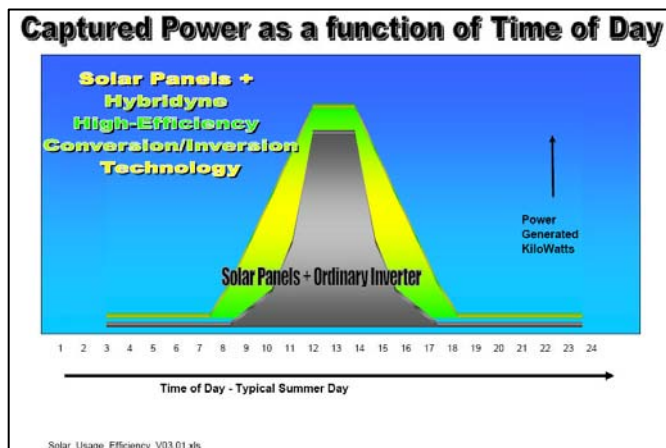 Captured Power as a function of Time of Day
Solar Panels +
Hybridyne
High-Efficiency
Conversion/Inversion
Technology
Power
Generated
KiloWatts
Solar Panels + Ordinary Inverter
1 2 3 4 5 6 7 8 9 10 11 12 13 14 15 16 17 18 19 20 21 22 23 24
Time of Day - Typical Summer Day
Solar_Usage_Efficiency_V03.01.xls